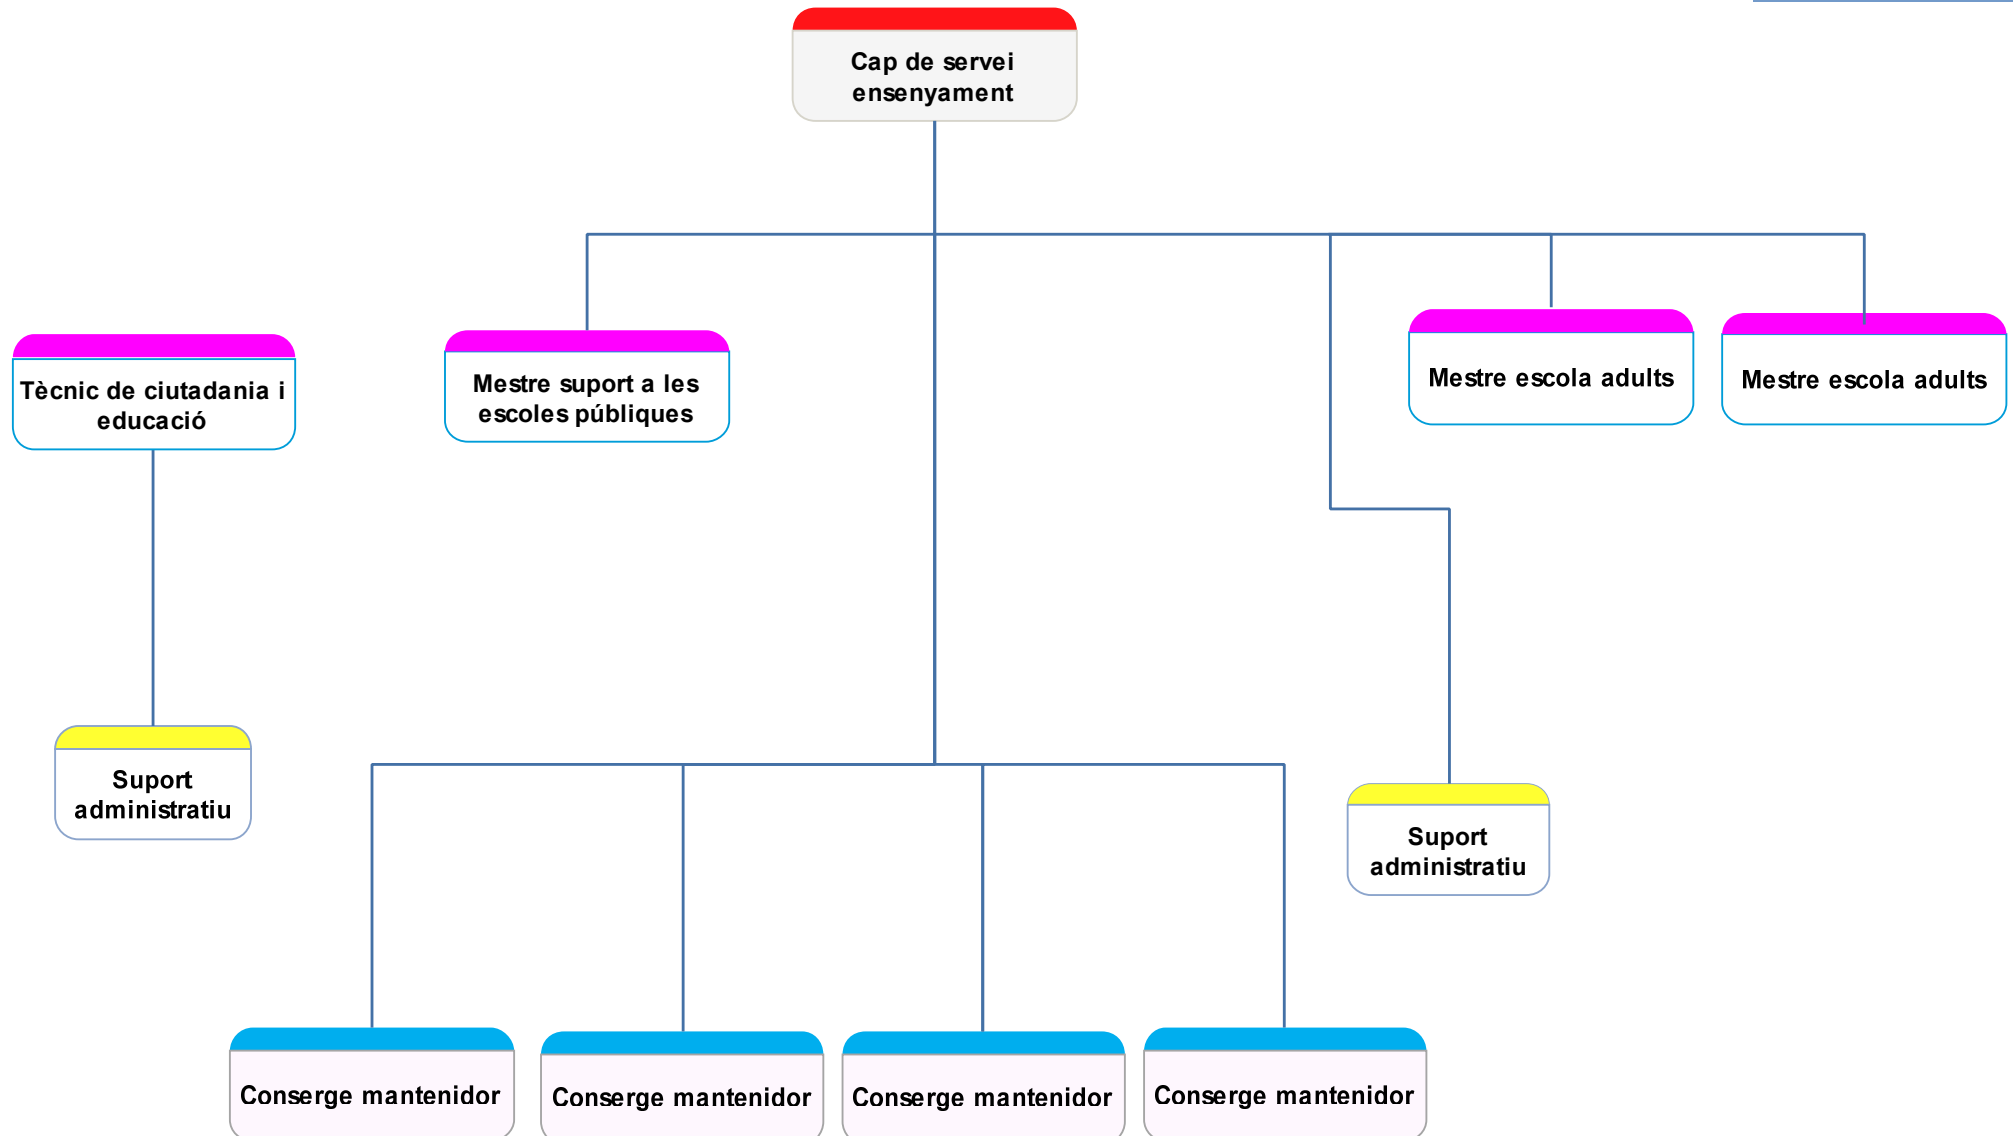 Cap de servei
ensenyament
Tècnic de ciutadania i
educació
Mestre suport a les
escoles públiques
Mestre escola adults
Mestre escola adults
Suport
administratiu
Suport
administratiu
Conserge mantenidor
Conserge mantenidor
Conserge mantenidor
Conserge mantenidor